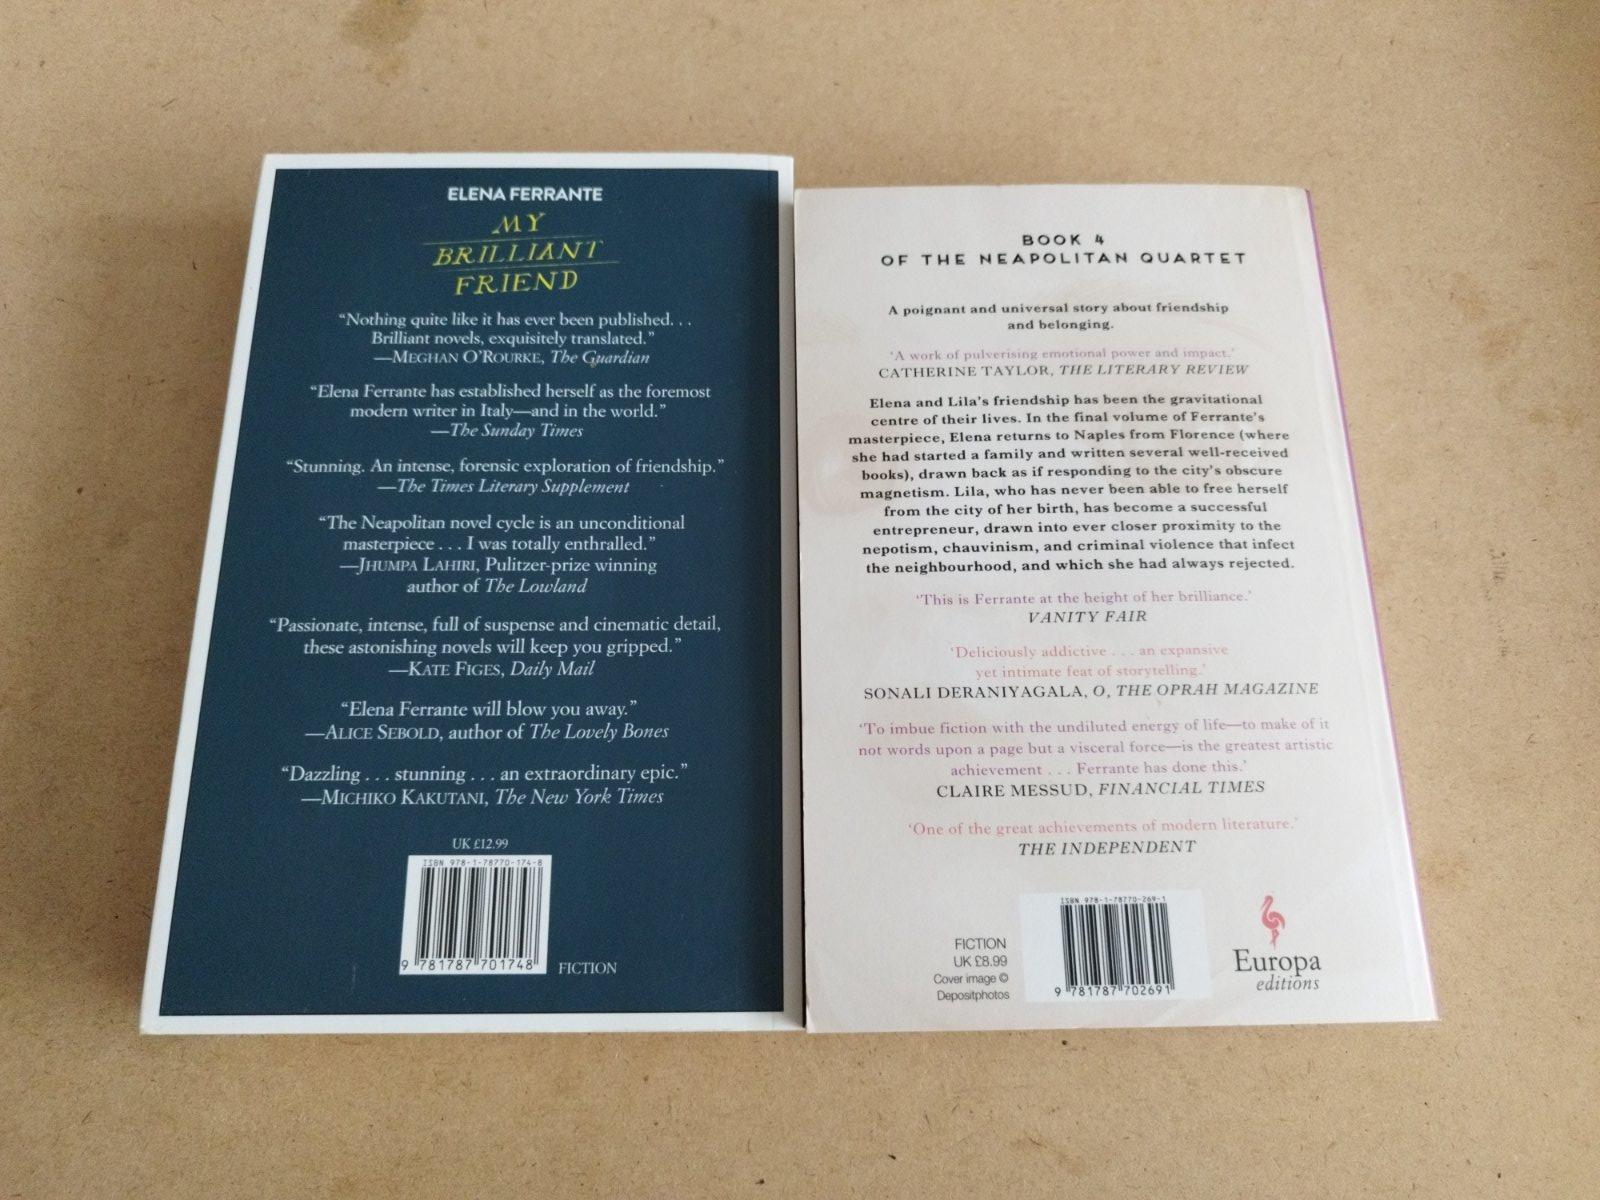 ELENA FERRANTE
MY
BRILLIANT
FRIEND
“Nothing quite like it has ever been published. . .
Brilliant novels, exquisitely translated.”
—MEGHAN O’ROURKE, The Guardian
“Elena Ferrante has established herself as the foremost
modern writer in Italy—and in the world.”
—The Sunday Times
“Stunning. An intense, forensic exploration of friendship.”
—The Times Literary Supplement
“The Neapolitan novel cycle is an unconditional
masterpiece . . . I was totally enthralled.”
—JHUMPA LAHIRI, Pulitzer-prize winning
author of The Lowland
“Passionate, intense, full of suspense and cinematic detail,
these astonishing novels will keep you gripped.”
—KATE FIGES, Daily Mail
“Elena Ferrante will blow you away.”
—ALICE SEBOLD, author of The Lovely Bones
“Dazzling . . . stunning . . . an extraordinary epic.”
—MICHIKO KAKUTANI, The New York Times
UK £12.99
ISBN 978-1-78770-174-8
9 781787 701748
FICTION
BOOK 4
OF THE NEAPOLITAN QUARTET
A poignant and universal story about friendship
and belonging.
‘A work of pulverising emotional power and impact.’
CATHERINE TAYLOR, THE LITERARY REVIEW
Elena and Lila’s friendship has been the gravitational
centre of their lives. In the final volume of Ferrante’s
masterpiece, Elena returns to Naples from Florence (where
she had started a family and written several well-received
books), drawn back as if responding to the city’s obscure
magnetism. Lila, who has never been able to free herself
from the city of her birth, has become a successful
entrepreneur, drawn into ever closer proximity to the
nepotism, chauvinism, and criminal violence that infect
the neighbourhood, and which she had always rejected.
‘This is Ferrante at the height of her brilliance.’
VANITY FAIR
‘Deliciously addictive . . . an expansive
yet intimate feat of storytelling.’
SONALI DERANIYAGALA, O, THE OPRAH MAGAZINE
‘To imbue fiction with the undiluted energy of life—to make of it
not words upon a page but a visceral force—is the greatest artistic
achievement . . . Ferrante has done this.’
CLAIRE MESSUD, FINANCIAL TIMES
‘One of the great achievements of modern literature.’
THE INDEPENDENT
FICTION
UK £8.99
Cover image ©
Depositphotos
ISBN 978-1-78770-269-1
9 781787 702691
Europa
editions